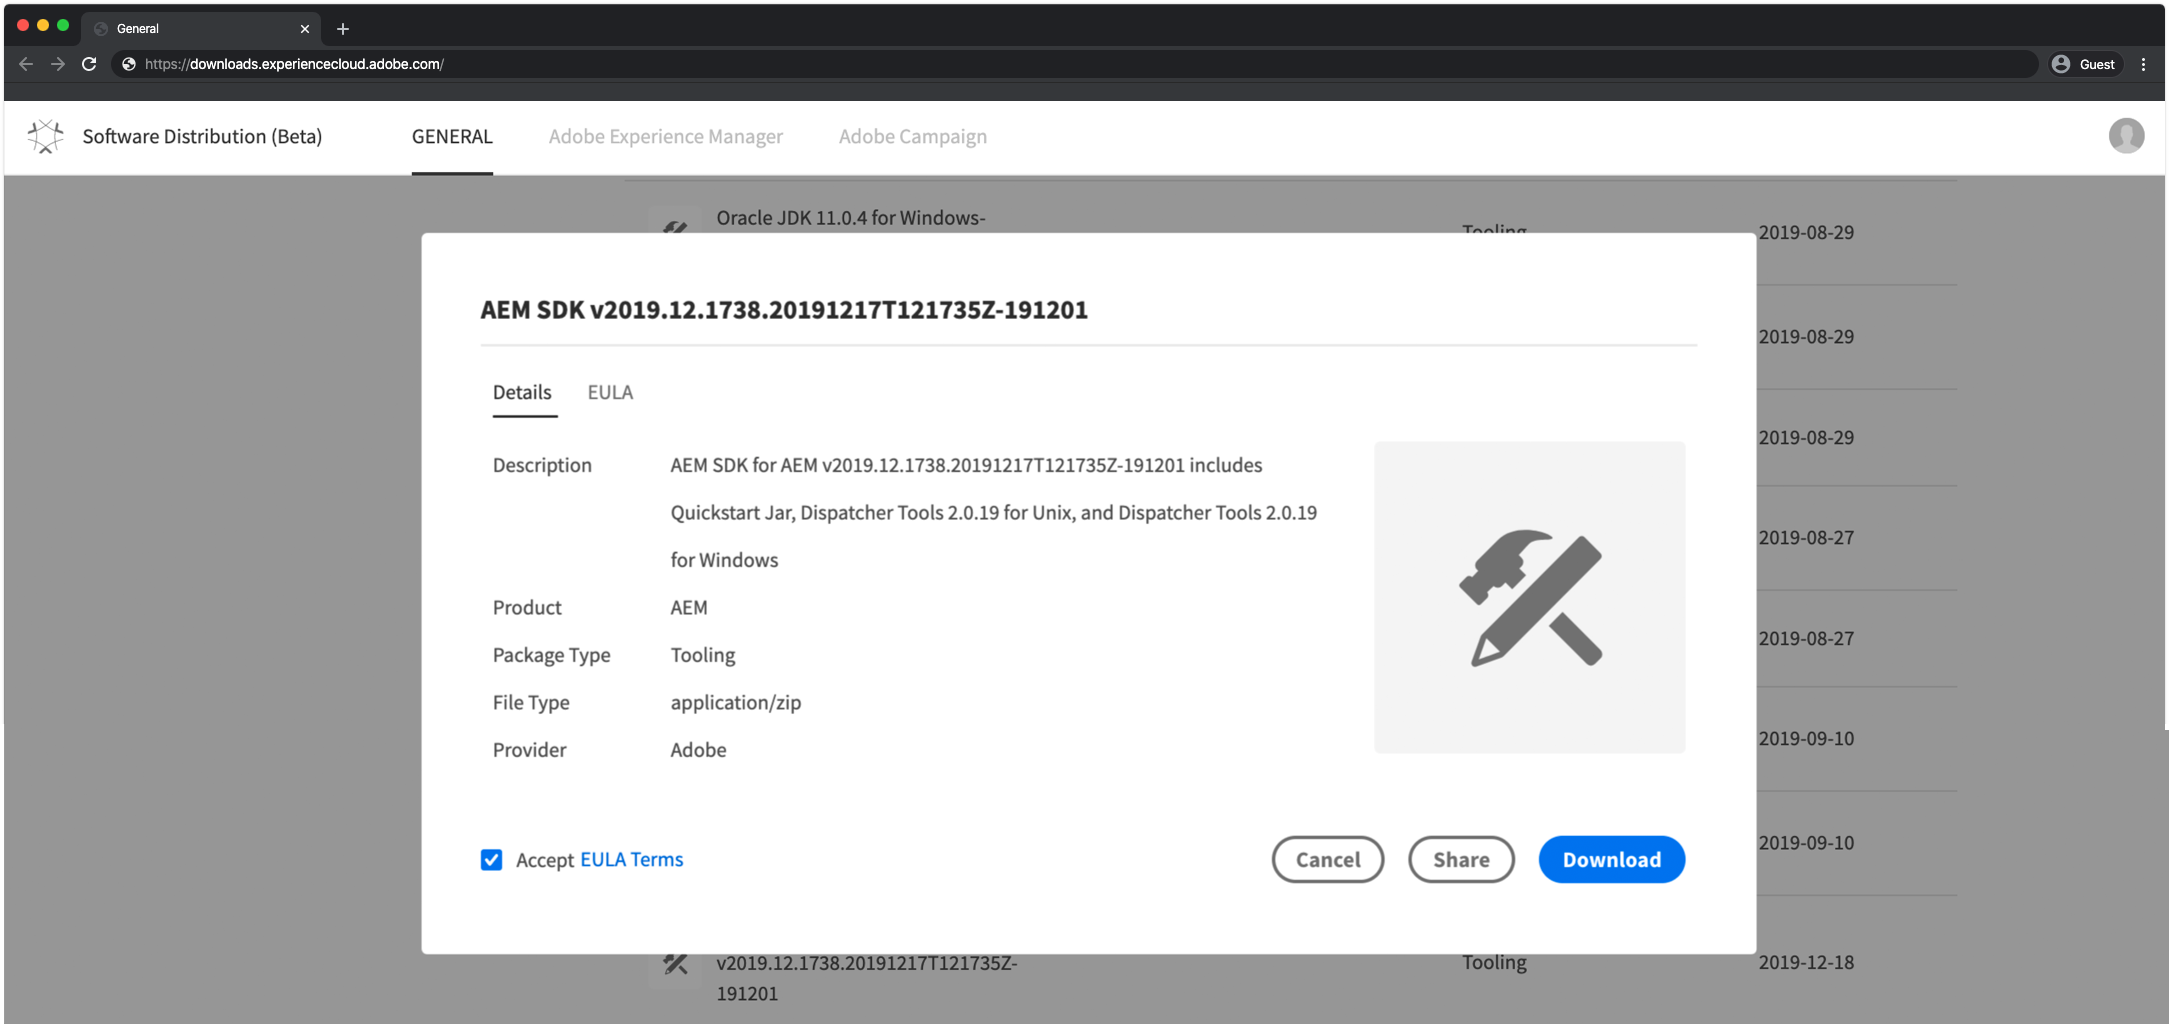 General
https://downloads.experiencecloud.adobe.com/
Guest
Software Distribution (Beta)
GENERAL
Adobe Experience Manager
Adobe Campaign
Oracle JDK 11.0.4 for Windows-
Tooling
2019-08-29
AEM SDK v2019.12.1738.20191217T121735Z-191201
2019-08-29
Details
EULA
2019-08-29
Description
AEM SDK for AEM v2019.12.1738.20191217T121735Z-191201 includes
Quickstart Jar, Dispatcher Tools 2.0.19 for Unix, and Dispatcher Tools 2.0.19
for Windows
2019-08-27
Product
AEM
2019-08-27
Package Type
Tooling
File Type
application/zip
2019-09-10
Provider
Adobe
2019-09-10
Accept EULA Terms
Cancel
Share
Download
v2019.12.1738.20191217T121735Z-
191201
Tooling
2019-12-18